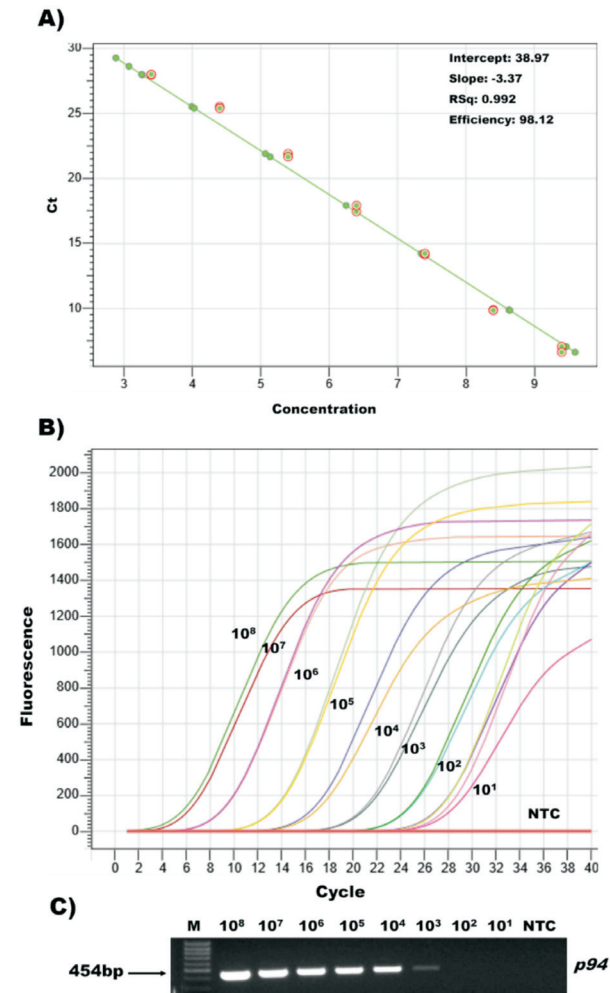 A)
30
25
20
15
10
Ct
Intercept: 38.97
Slope: -3.37
RSq: 0.992
Efficiency: 98.12
3 4 5 6 7 8 9
Concentration
B)
2000
1800
1600
1400
1200
1000
800
600
400
200
0
Fluorescence
10⁸
10⁷
10⁶
10⁵
10⁴
10³
10²
10¹
NTC
0 2 4 6 8 10 12 14 16 18 20 22 24 26 28 30 32 34 36 38 40
Cycle
C)
M 10⁸ 10⁷ 10⁶ 10⁵ 10⁴ 10³ 10² 10¹ NTC
454bp
p94